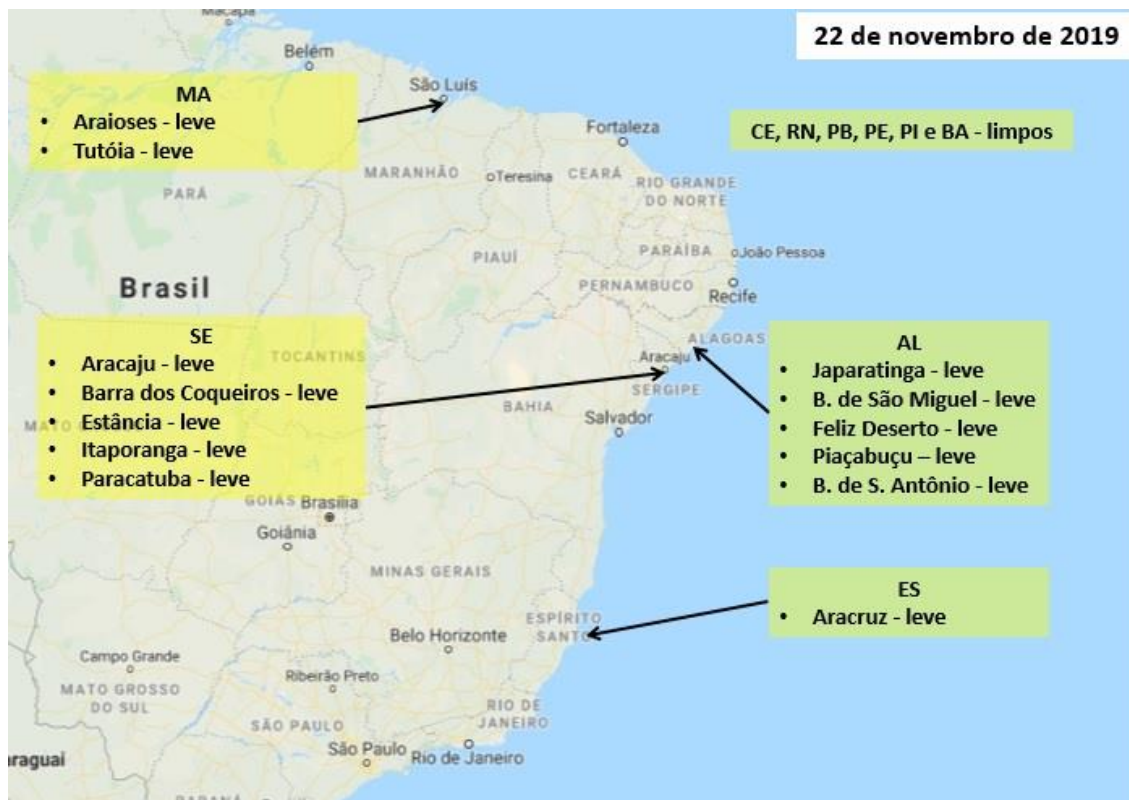 22 de novembro de 2019
Macapá
Belém
São Luís
MA
• Araioses - leve
• Tutóia - leve
Fortaleza
CE, RN, PB, PE, PI e BA - limpos
MARANHÃO
Teresina
CEARÁ
RIO GRANDE
DO NORTE
PARÁ
PARAÍBA
João Pessoa
PIAUÍ
PERNAMBUCO
Recife
Brasil
SE
• Aracaju - leve
• Barra dos Coqueiros - leve
• Estância - leve
• Itaporanga - leve
• Paracatuba - leve
TOCANTINS
MATO GROSSO
ALAGOAS
Aracaju
SERGIPE
BAHIA
Salvador
AL
• Japaratinga - leve
• B. de São Miguel - leve
• Feliz Deserto - leve
• Piaçabuçu – leve
• B. de S. Antônio - leve
GOIÁS
Brasília
Goiânia
MINAS GERAIS
ES
• Aracruz - leve
ESPÍRITO
SANTO
Belo Horizonte
Campo Grande
Ribeirão Preto
MATO GROSSO
DO SUL
RIO DE
JANEIRO
SÃO PAULO
São Paulo
Rio de Janeiro
araguai
PARANÁ